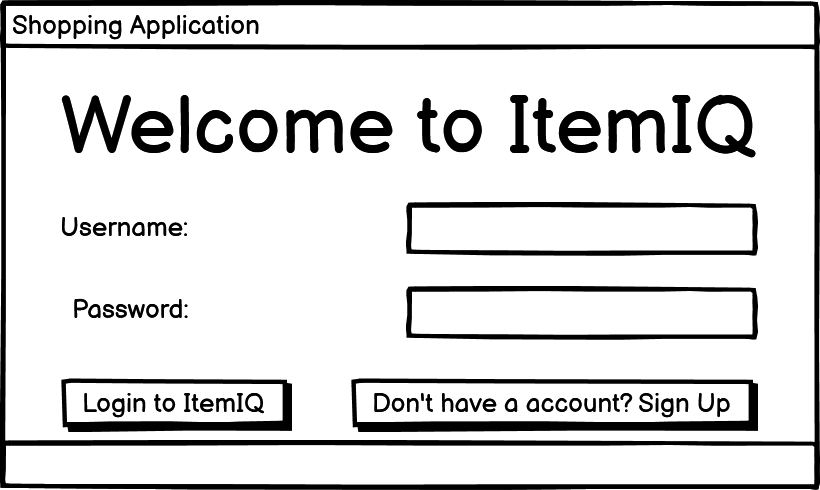 Shopping Application
Welcome to ItemIQ
Username:
Password:
Login to ItemIQ
Don't have a account? Sign Up